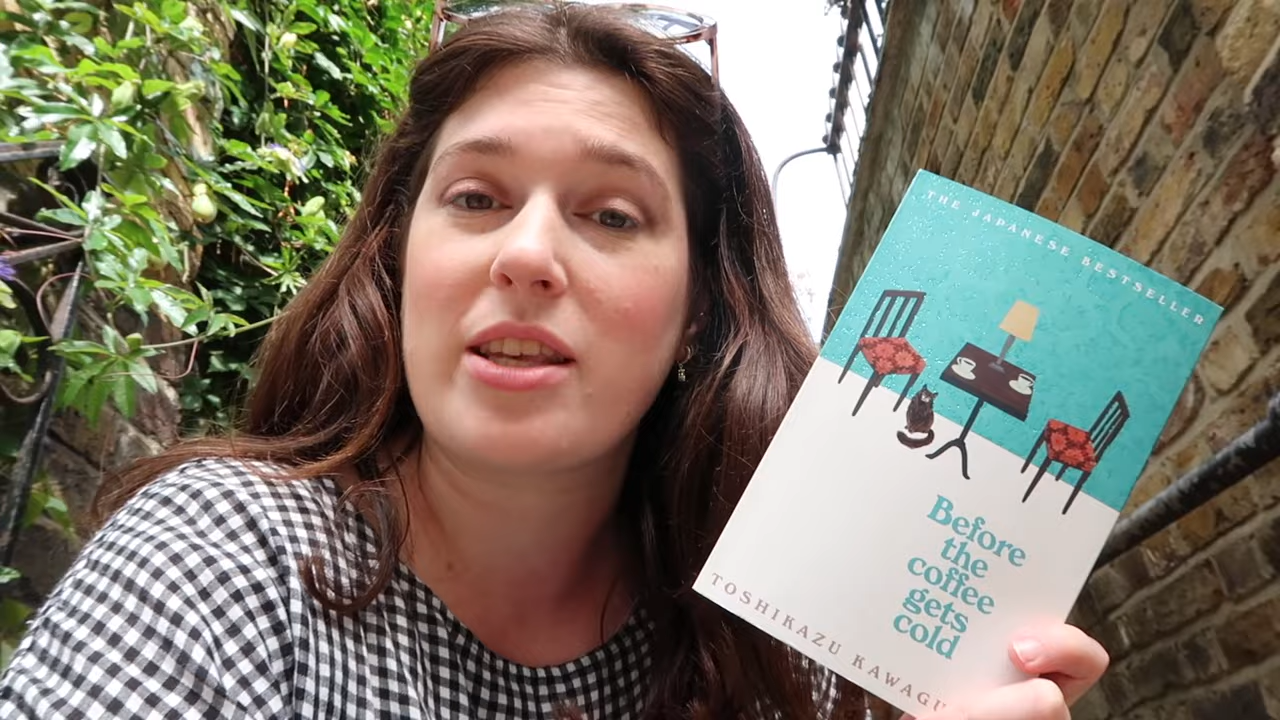 THE JAPANESE BESTSELLER
Before
the
coffee
gets
cold
TOSHIKAZU KAWAGU